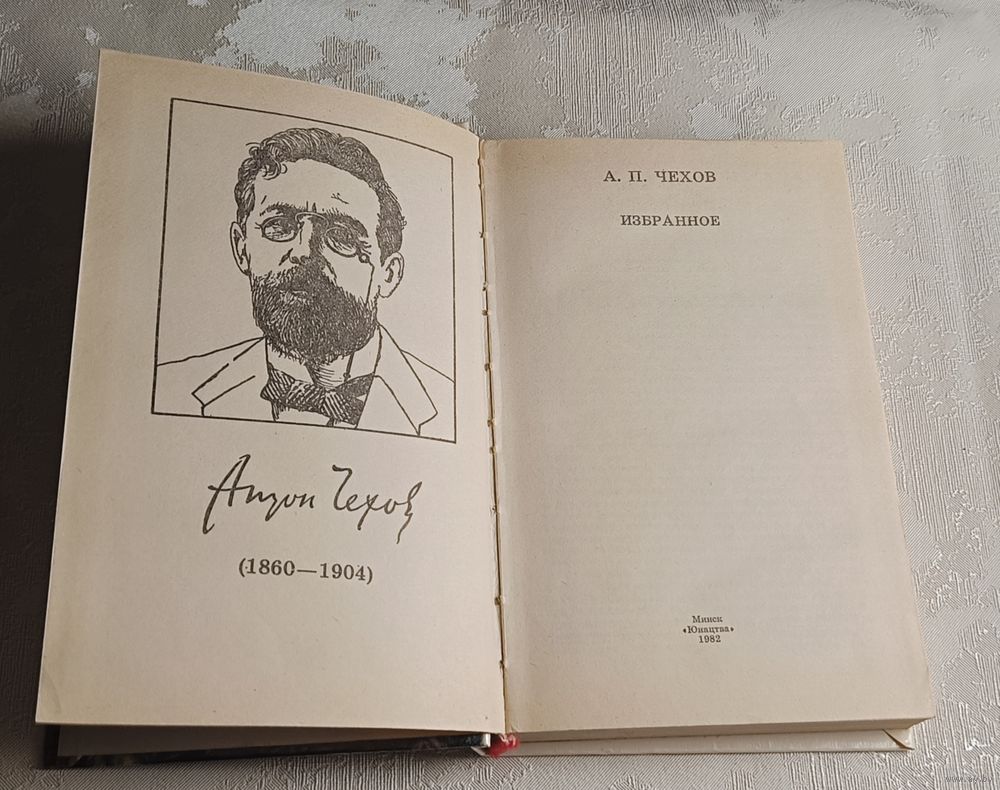 Антон Чехов
(1860—1904)
А. П. ЧЕХОВ
ИЗБРАННОЕ
Минск
«Юнацтва»
1982